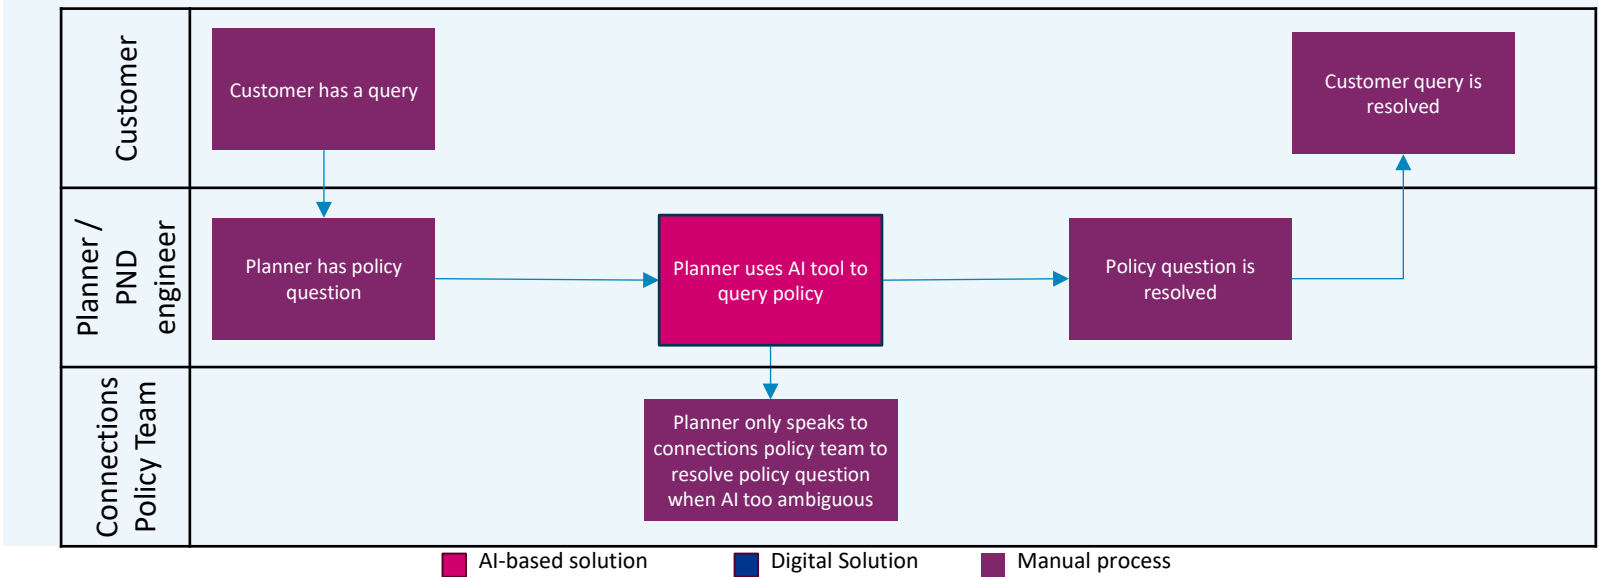 Customer
Customer has a query
Customer query is
resolved
Planner /
PND
engineer
Planner has policy
question
Planner uses AI tool to
query policy
Policy question is
resolved
Connections
Policy Team
Planner only speaks to
connections policy team to
resolve policy question
when AI too ambiguous
AI-based solution
Digital Solution
Manual process